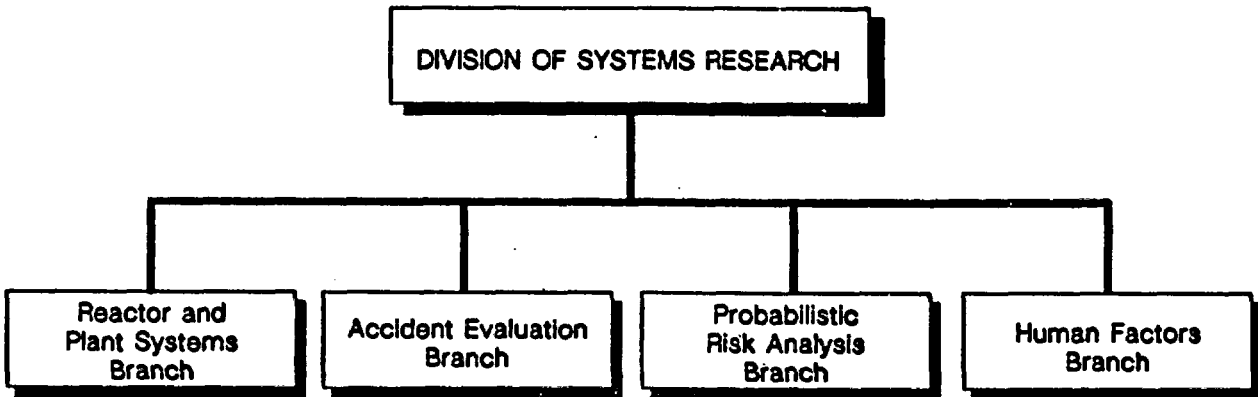 DIVISION OF SYSTEMS RESEARCH
Reactor and
Plant Systems
Branch
Accident Evaluation
Branch
Probabilistic
Risk Analysis
Branch
Human Factors
Branch